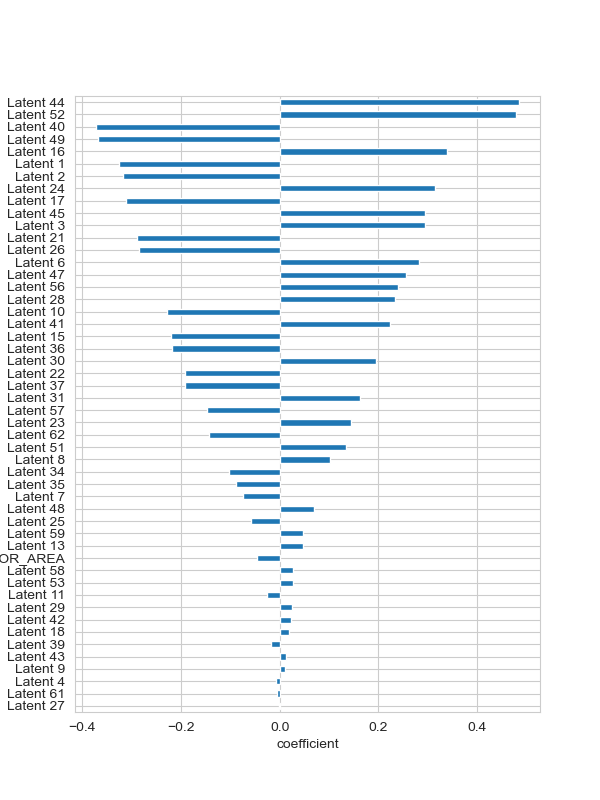 Latent 44
Latent 52
Latent 40
Latent 49
Latent 16
Latent 1
Latent 2
Latent 24
Latent 17
Latent 45
Latent 3
Latent 21
Latent 26
Latent 6
Latent 47
Latent 56
Latent 28
Latent 10
Latent 41
Latent 15
Latent 36
Latent 30
Latent 22
Latent 37
Latent 31
Latent 57
Latent 23
Latent 62
Latent 51
Latent 8
Latent 34
Latent 35
Latent 7
Latent 48
Latent 25
Latent 59
Latent 13
OR_AREA
Latent 58
Latent 53
Latent 11
Latent 29
Latent 42
Latent 18
Latent 39
Latent 43
Latent 9
Latent 4
Latent 61
Latent 27
−0.4 −0.2 0.0 0.2 0.4
coefficient